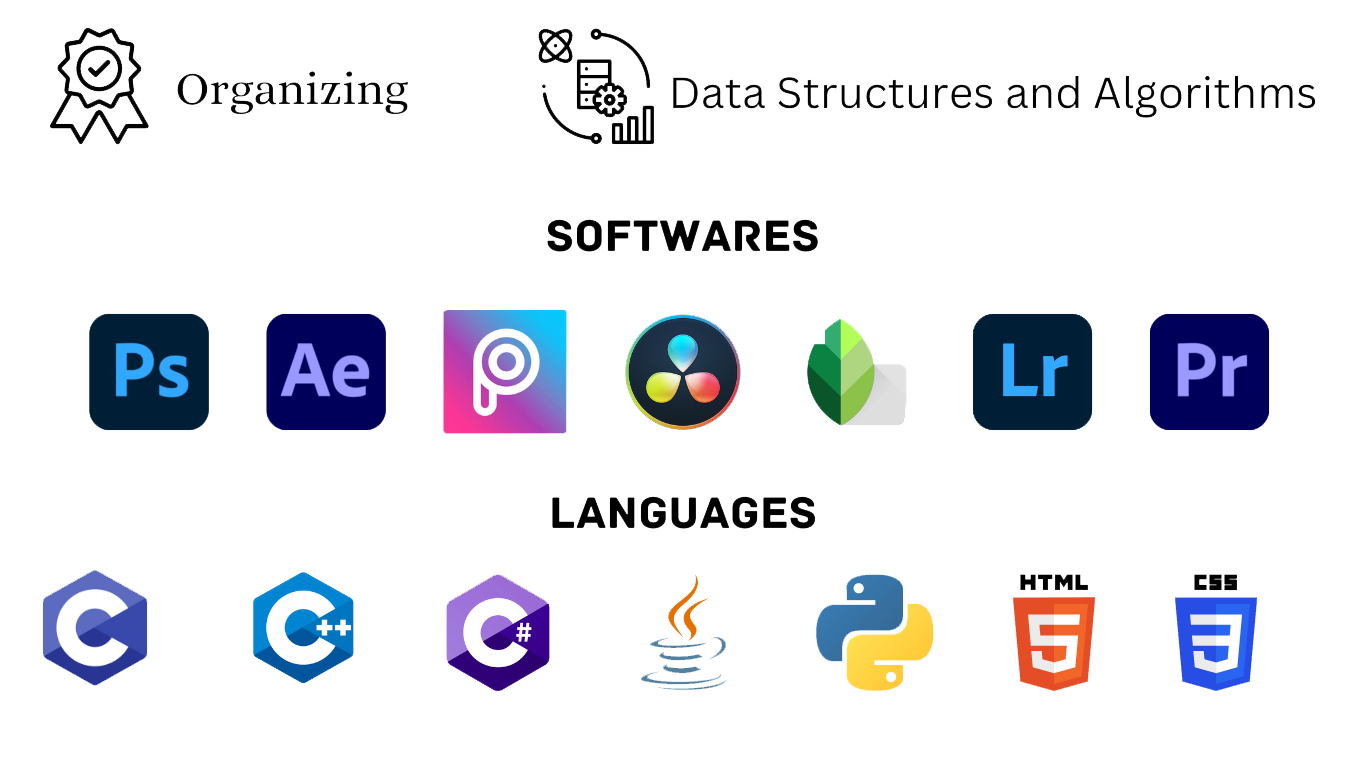 Organizing
Data Structures and Algorithms
SOFTWARES
Ps Ae Lr Pr
LANGUAGES
C C++ C# HTML 5 CSS 3